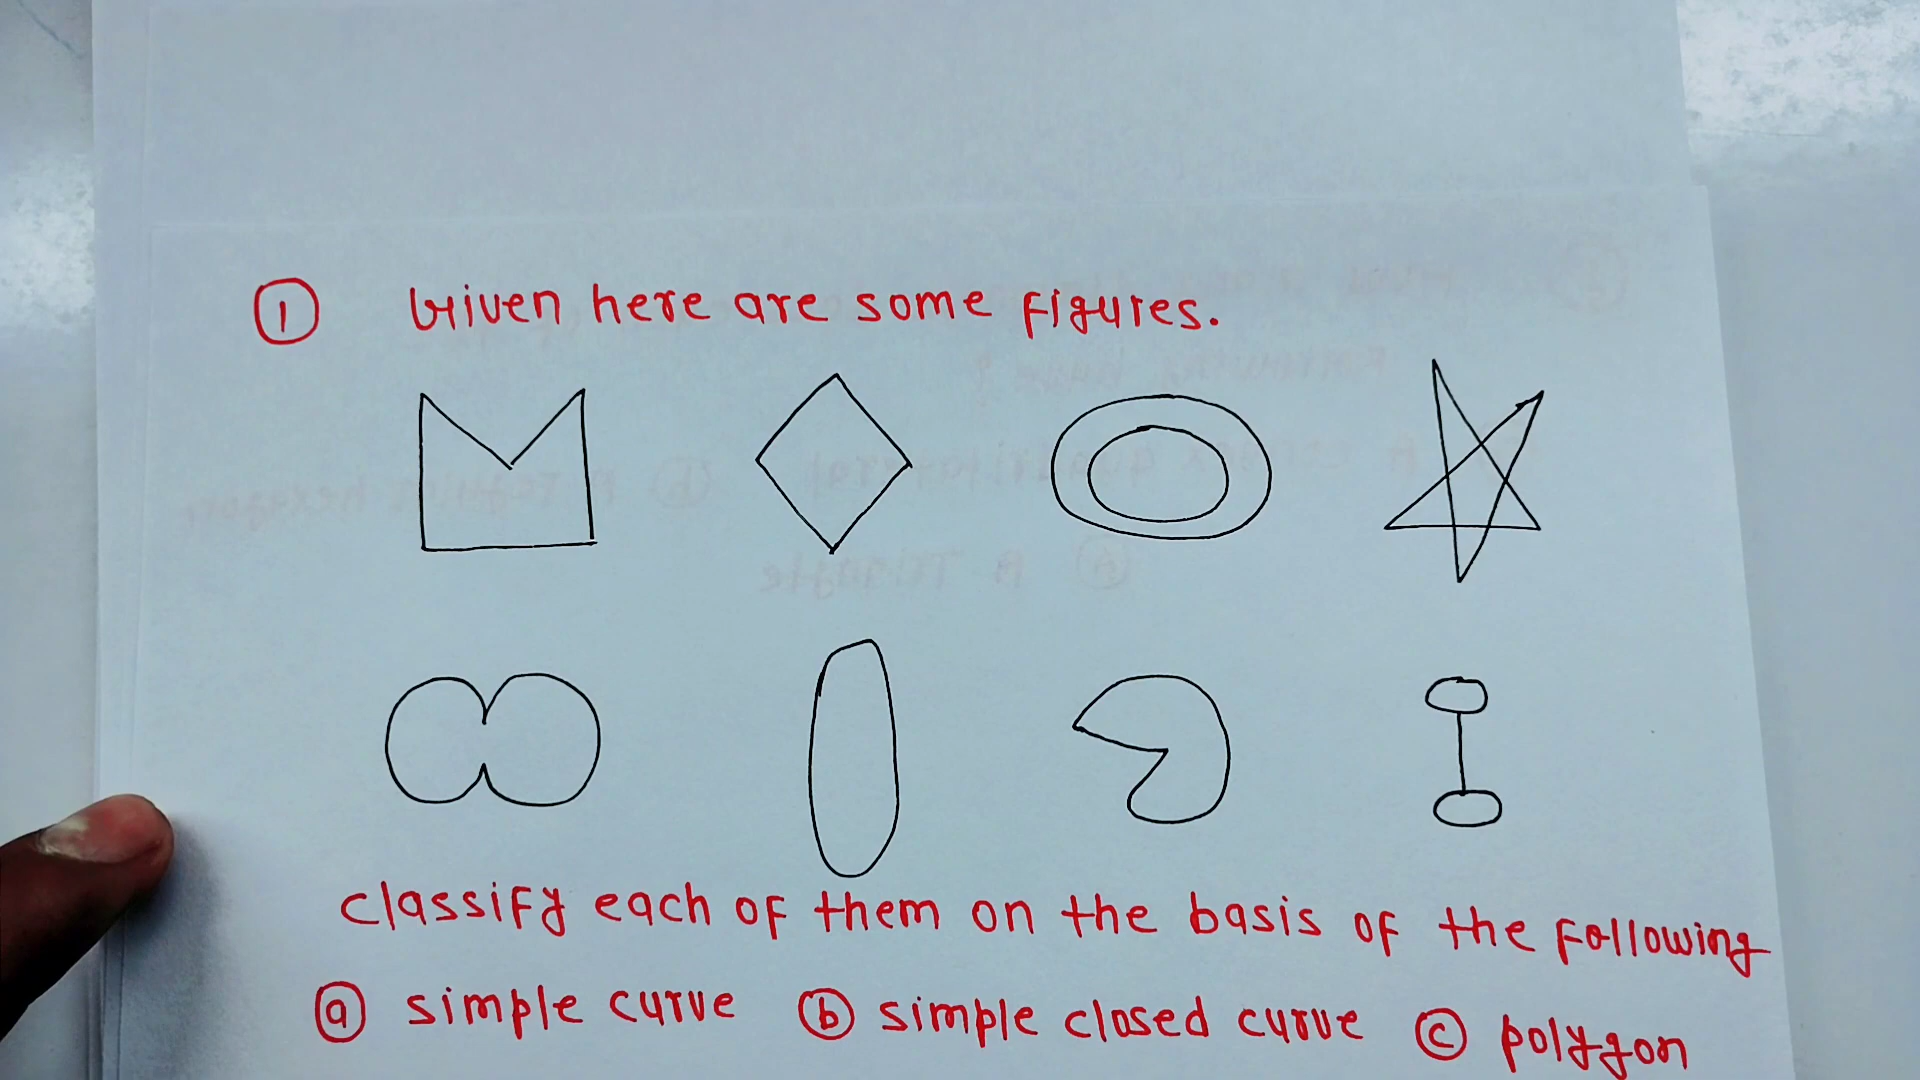 ① Given here are some figures.
classify each of them on the basis of the following
ⓐ simple curve ⓑ simple closed curve ⓒ polygon